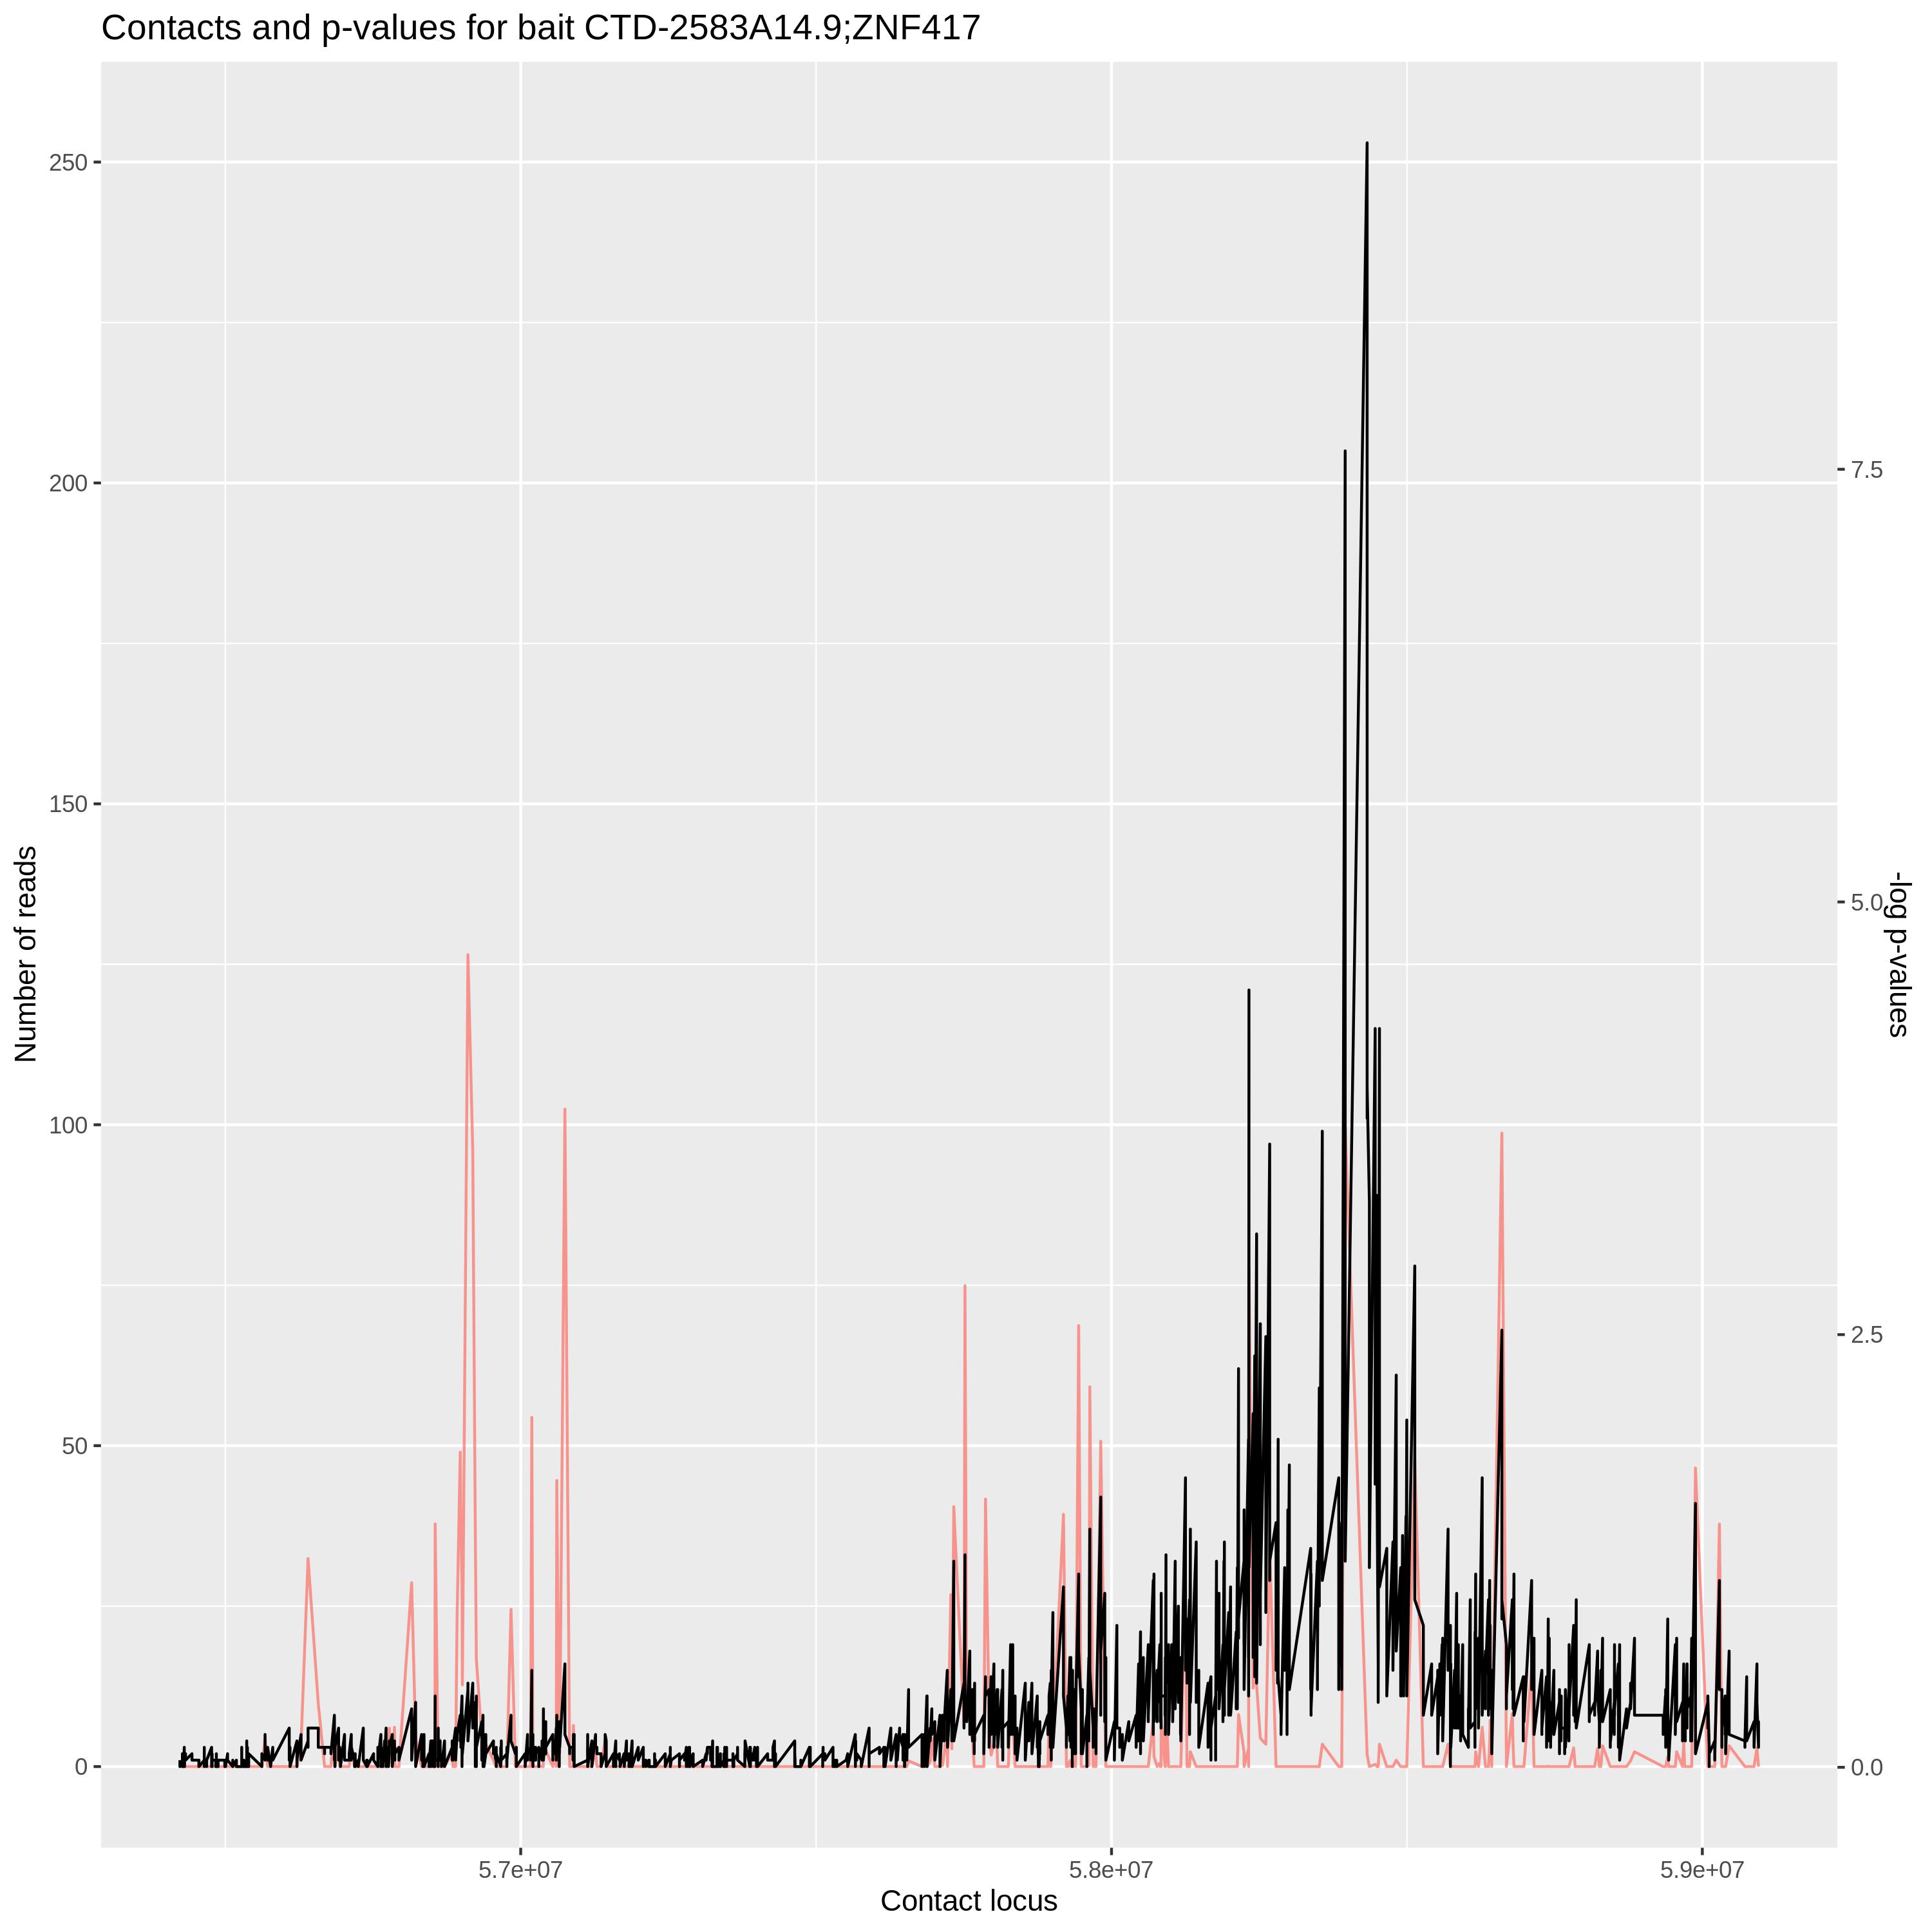 Contacts and p-values for bait CTD-2583A14.9;ZNF417
250
200
150
100
50
0
Number of reads
7.5
5.0
2.5
0.0
-log p-values
5.7e+07
5.8e+07
5.9e+07
Contact locus